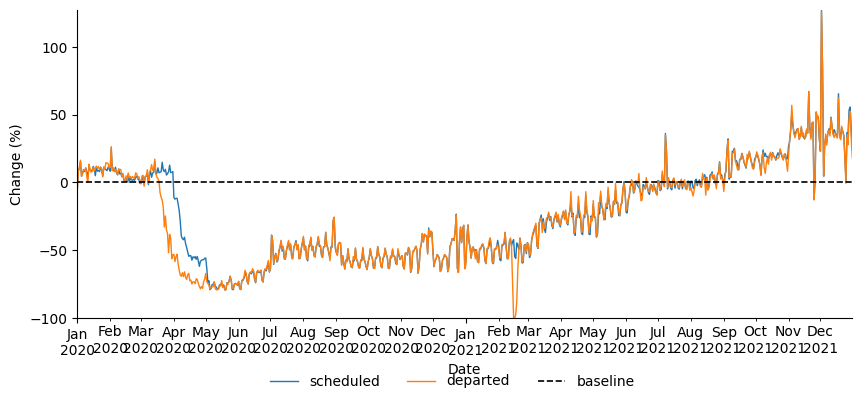 100
50
0
−50
−100
Change (%)
Jan Feb Mar Apr May Jun Jul Aug Sep Oct Nov Dec Jan Feb Mar Apr May Jun Jul Aug Sep Oct Nov Dec
2020 2020 2020 2020 2020 2020 2020 2020 2020 2020 2020 2020 2021 2021 2021 2021 2021 2021 2021 2021 2021 2021 2021 2021
Date
scheduled departed baseline